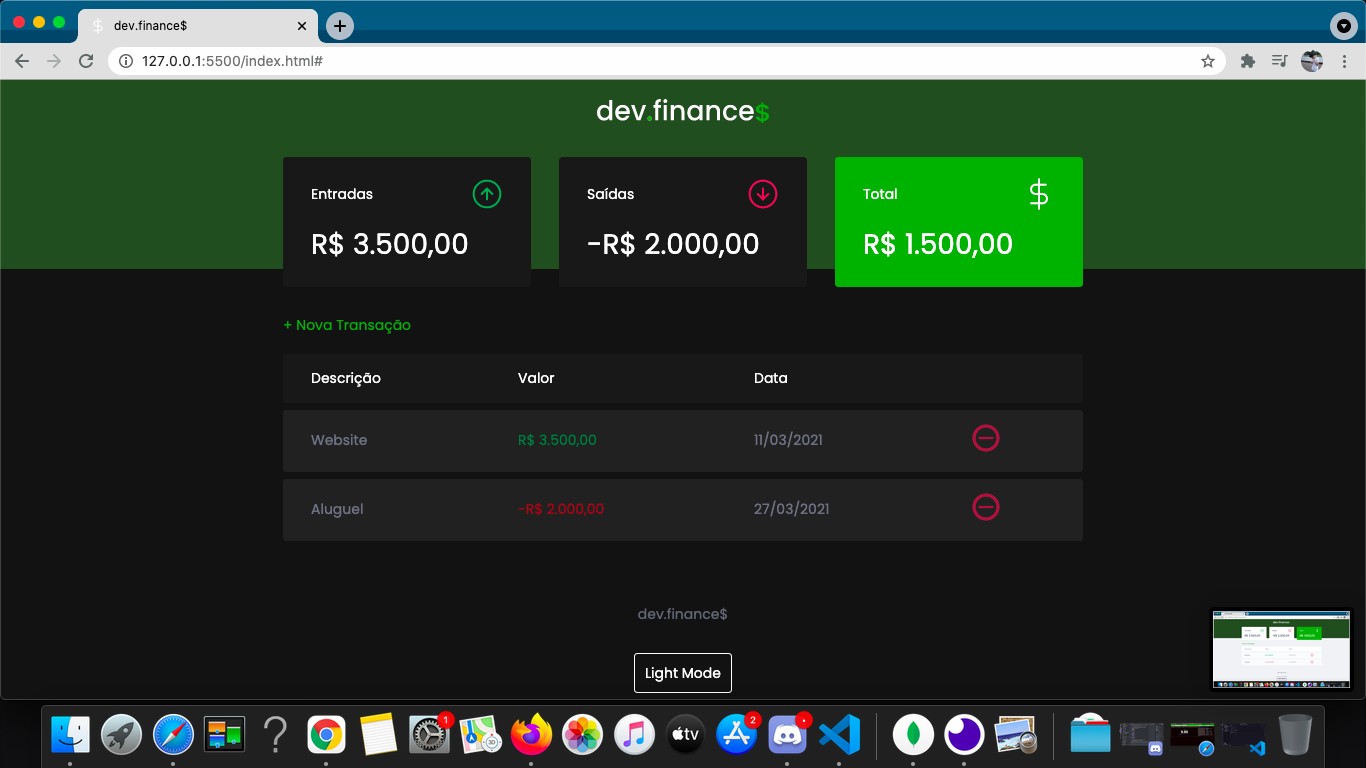 dev.finance$
127.0.0.1:5500/index.html#
dev.finance$
Entradas
R$ 3.500,00
Saídas
-R$ 2.000,00
Total
R$ 1.500,00
+ Nova Transação
Descrição Valor Data
Website R$ 3.500,00 11/03/2021
Aluguel -R$ 2.000,00 27/03/2021
dev.finance$
Light Mode
1
tv
2